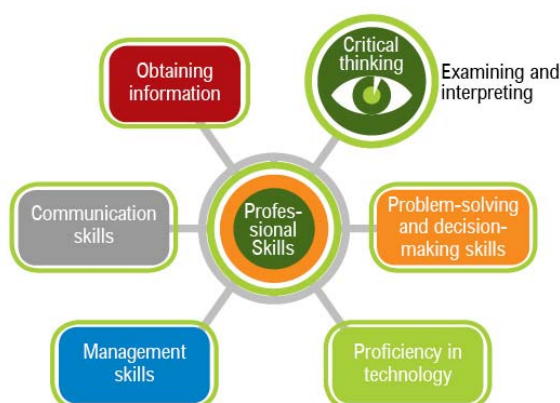 Critical
thinking
Obtaining
information
Examining and
interpreting
Communication
skills
Profes-
sional
Skills
Problem-solving
and decision-
making skills
Management
skills
Proficiency in
technology